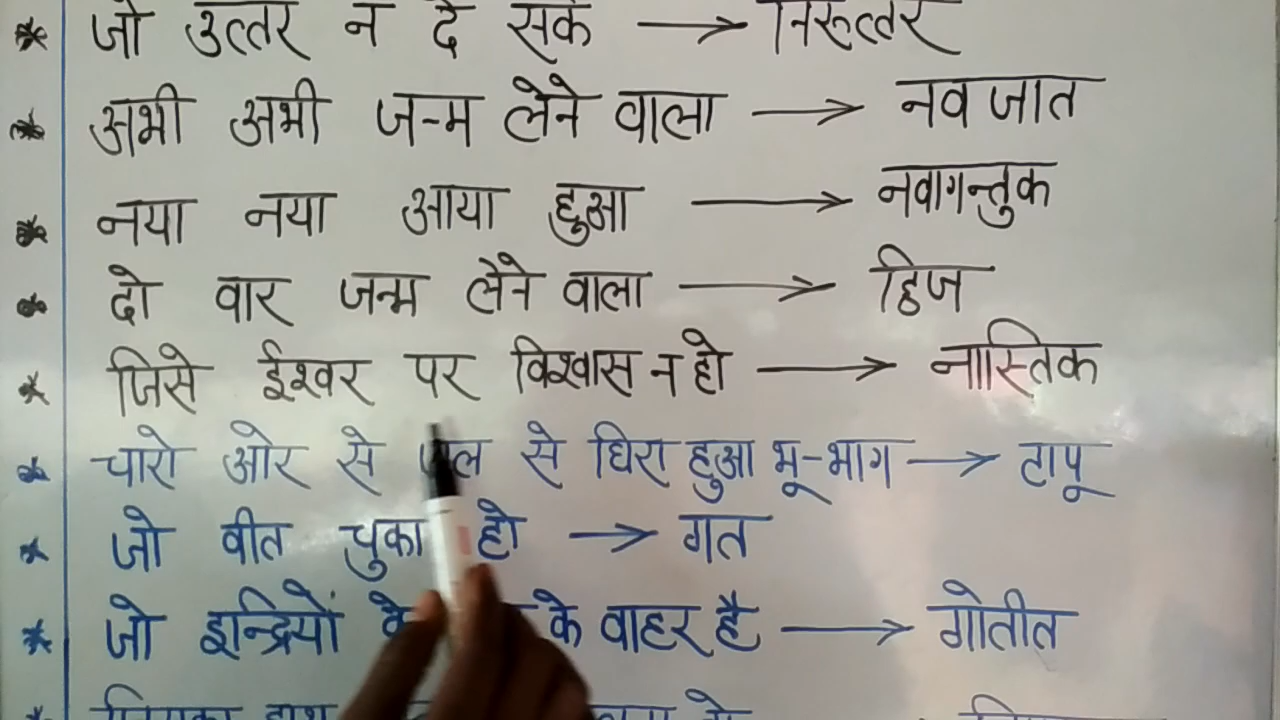 * जो उत्तर न दे सके → निरूत्तर
* अभी अभी जन्म लेने वाला → नव जात
* नया नया आया हुआ → नवागन्तुक
* दो वार जन्म लेने वाला → द्विज
* जिसे ईश्वर पर विश्वास न हो → नास्तिक
* चारो ओर से जल से घिरा हुआ भू-भाग → टापू
* जो वीत चुका हो → गत
* जो इन्द्रियों के वाहर है → गोतीत